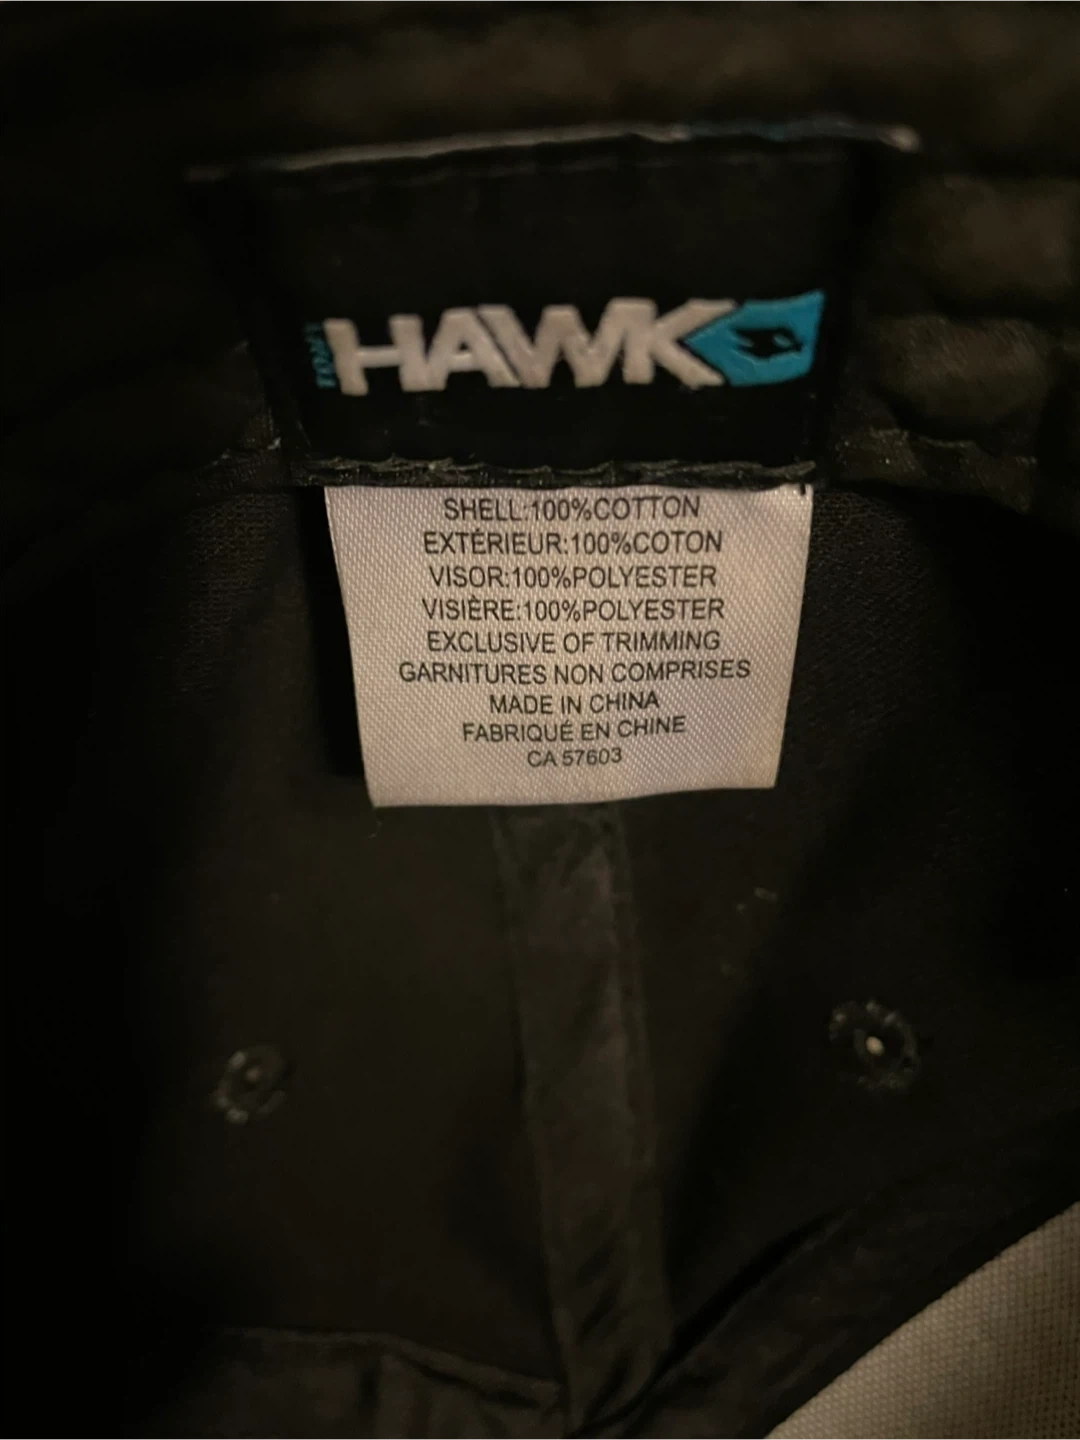 TONY HAWK
SHELL:100%COTTON
EXTÉRIEUR:100%COTON
VISOR:100%POLYESTER
VISIÈRE:100%POLYESTER
EXCLUSIVE OF TRIMMING
GARNITURES NON COMPRISES
MADE IN CHINA
FABRIQUÉ EN CHINE
CA 57603